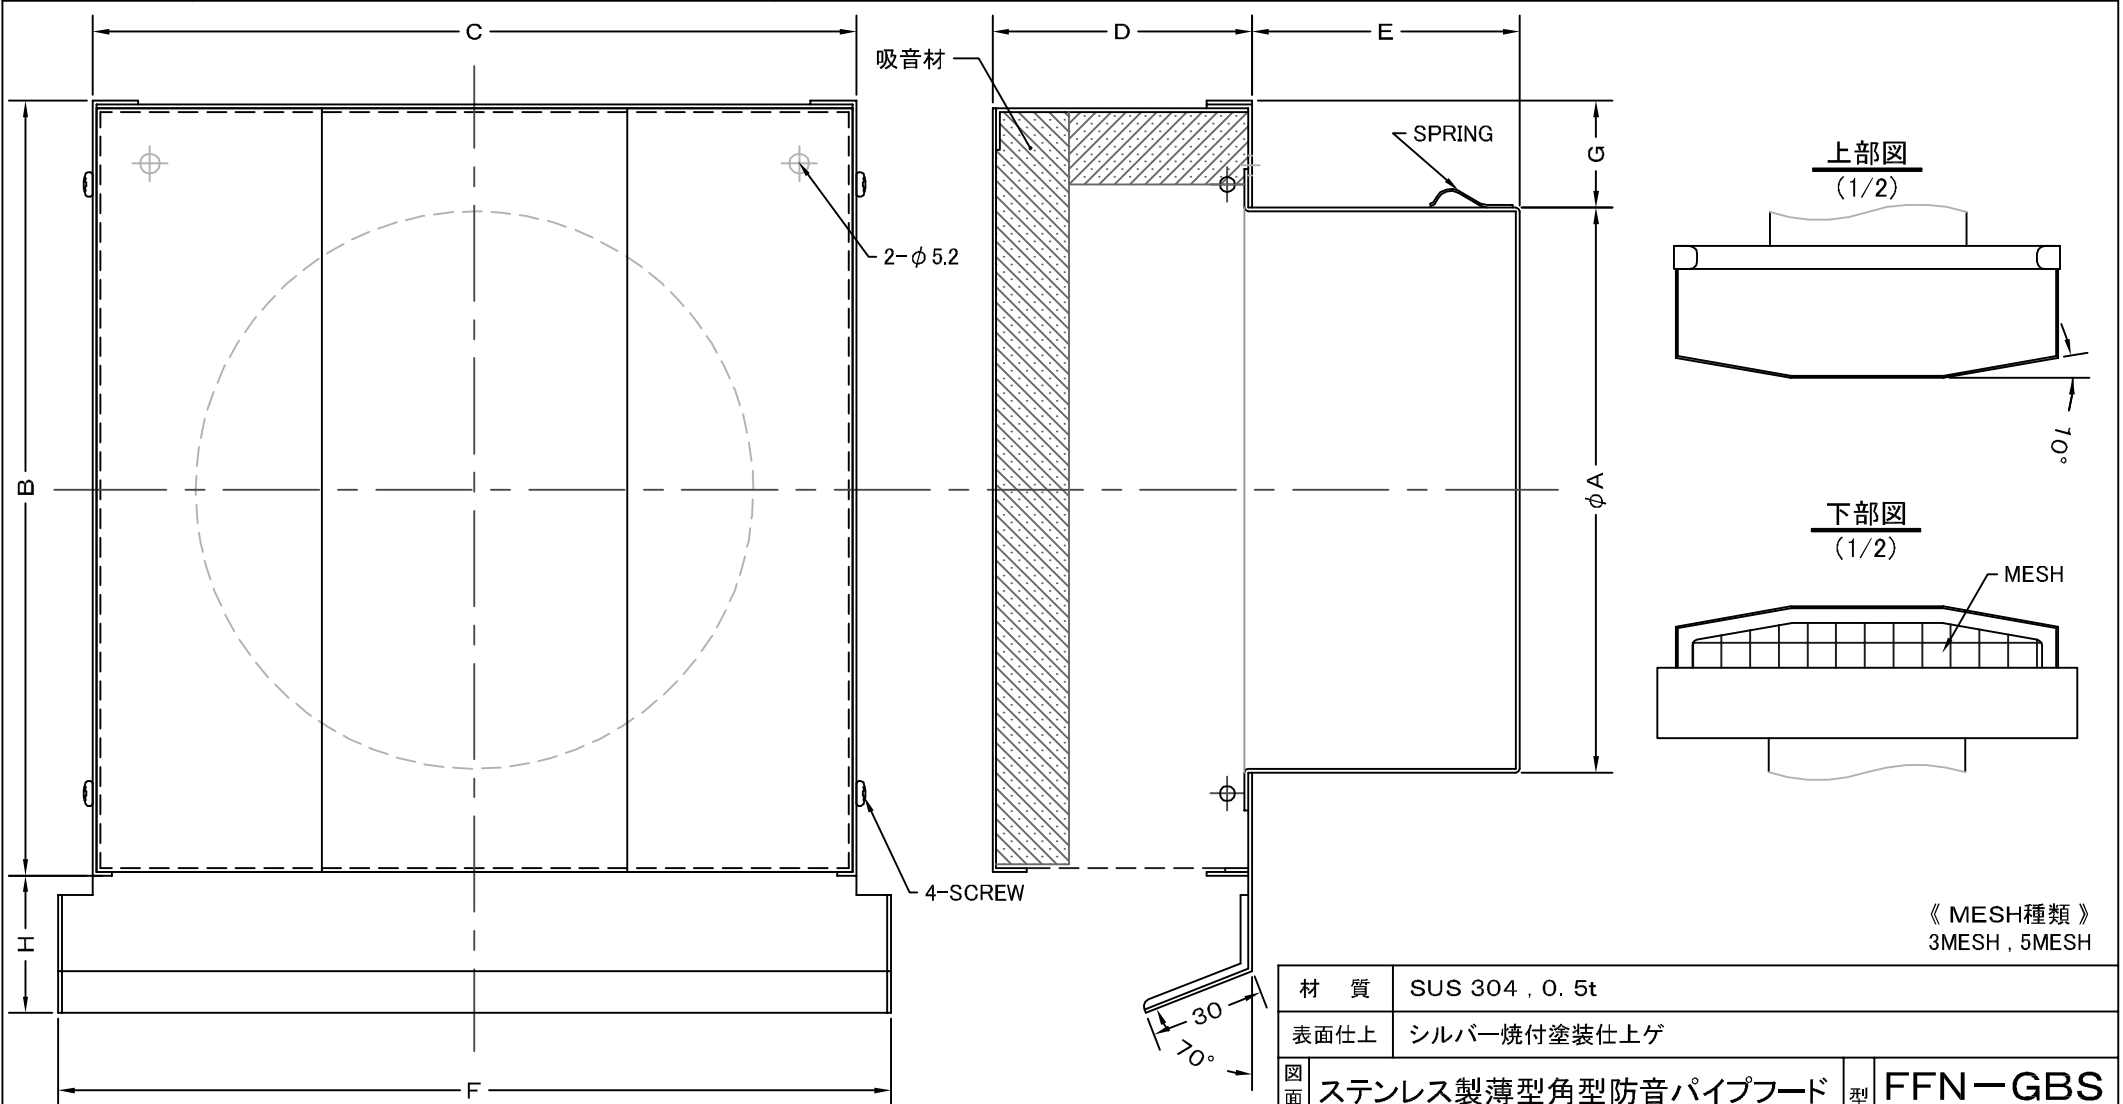 C
D
E
吸音材
SPRING
G
上部図
(1/2)
2-φ5.2
10°
B
φA
下部図
(1/2)
MESH
4-SCREW
H
《 MESH種類 》
3MESH , 5MESH
材 質 SUS 304 , 0. 5t
30
表面仕上 シルバー焼付塗装仕上ゲ
70°
図面 ステンレス製薄型角型防音パイプフード 型 FFN-GBS
F